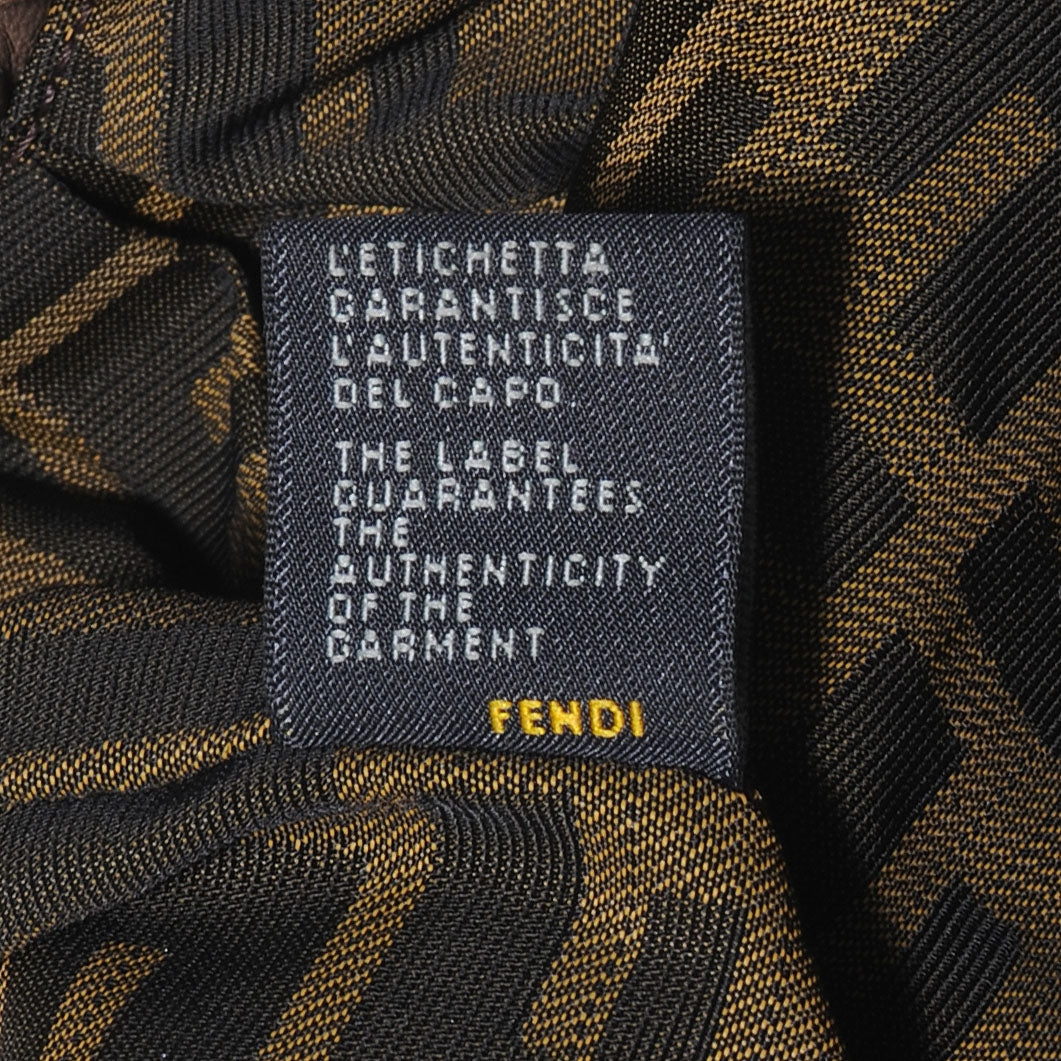 L'ETICHETTA
GARANTISCE
L'AUTENTICITA'
DEL CAPO.
THE LABEL
GUARANTEES
THE
AUTHENTICITY
OF THE
GARMENT
FENDI